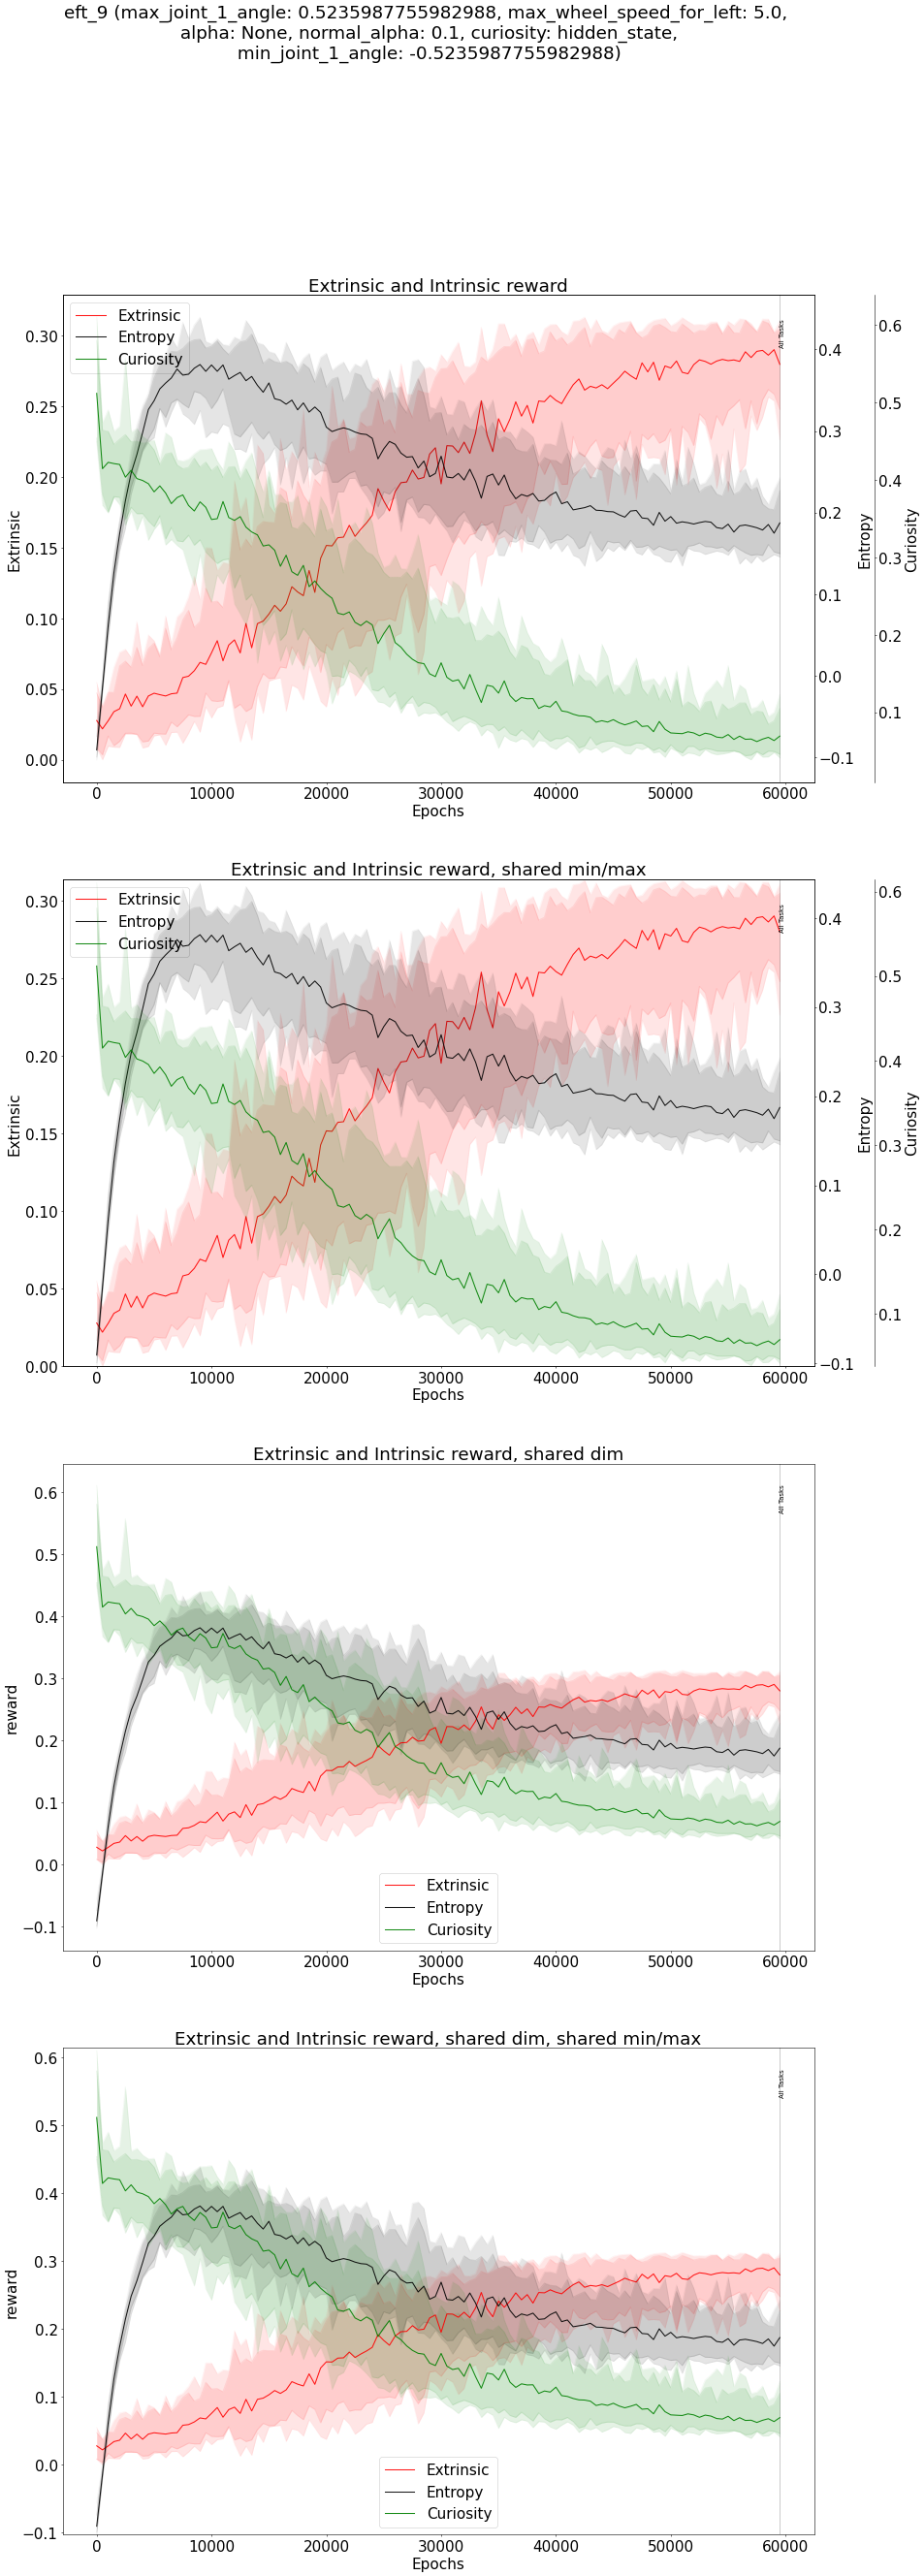 eft_9 (max_joint_1_angle: 0.5235987755982988, max_wheel_speed_for_left: 5.0,
alpha: None, normal_alpha: 0.1, curiosity: hidden_state,
min_joint_1_angle: -0.5235987755982988)
Extrinsic and Intrinsic reward
Extrinsic
Entropy
Curiosity
All Tasks
0.30
0.25
0.20
0.15
0.10
0.05
0.00
Extrinsic
0.4
0.3
0.2
0.1
0.0
−0.1
Entropy
0.6
0.5
0.4
0.3
0.2
0.1
Curiosity
0 10000 20000 30000 40000 50000 60000
Epochs
Extrinsic and Intrinsic reward, shared min/max
Extrinsic
Entropy
Curiosity
All Tasks
0.30
0.25
0.20
0.15
0.10
0.05
0.00
Extrinsic
0.4
0.3
0.2
0.1
0.0
−0.1
Entropy
0.6
0.5
0.4
0.3
0.2
0.1
Curiosity
0 10000 20000 30000 40000 50000 60000
Epochs
Extrinsic and Intrinsic reward, shared dim
All Tasks
0.6
0.5
0.4
0.3
0.2
0.1
0.0
−0.1
reward
Extrinsic
Entropy
Curiosity
0 10000 20000 30000 40000 50000 60000
Epochs
Extrinsic and Intrinsic reward, shared dim, shared min/max
All Tasks
0.6
0.5
0.4
0.3
0.2
0.1
0.0
−0.1
reward
Extrinsic
Entropy
Curiosity
0 10000 20000 30000 40000 50000 60000
Epochs